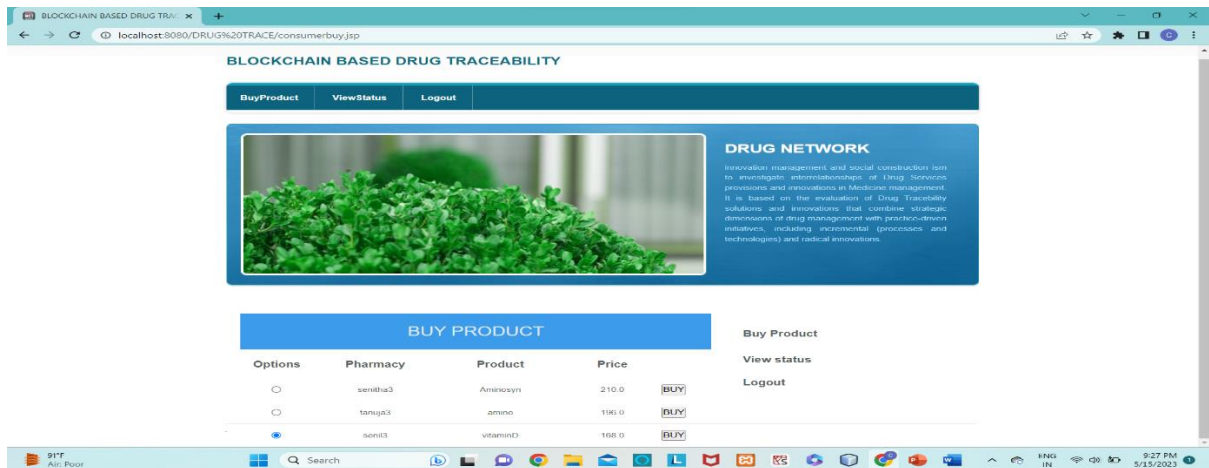 BLOCKCHAIN BASED DRUG TRAC
localhost:8080/DRUG%20TRACE/consumerbuy.jsp
BLOCKCHAIN BASED DRUG TRACEABILITY
BuyProduct ViewStatus Logout
DRUG NETWORK
innovation management and social construction ism
to investigate interrelationships of Drug Services
provisions and innovations in Medicine management.
It is based on the evaluation of Drug Tracebility
solutions and innovations that combine strategic
dimensions of drug management with practice-driven
initiatives, including incremental (processes and
technologies) and radical innovations.
BUY PRODUCT
Options Pharmacy Product Price
senitha3 Aminosyn 210.0 BUY
tanuja3 amino 196.0 BUY
sonil3 vitaminD 168.0 BUY
Buy Product
View status
Logout
91°F
Air: Poor
Search
ENG
IN
9:27 PM
5/15/2023